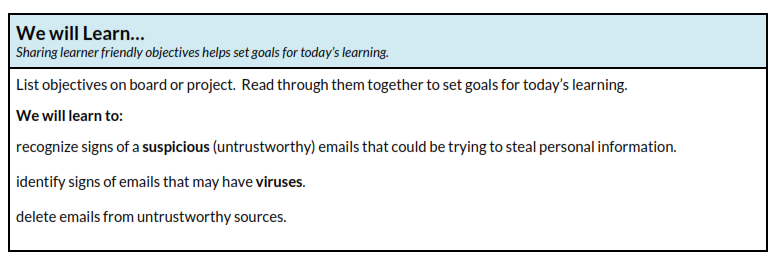 We will Learn...
Sharing learner friendly objectives helps set goals for today's learning.
List objectives on board or project.  Read through them together to set goals for today's learning.
We will learn to:
recognize signs of a suspicious (untrustworthy) emails that could be trying to steal personal information.
identify signs of emails that may have viruses.
delete emails from untrustworthy sources.